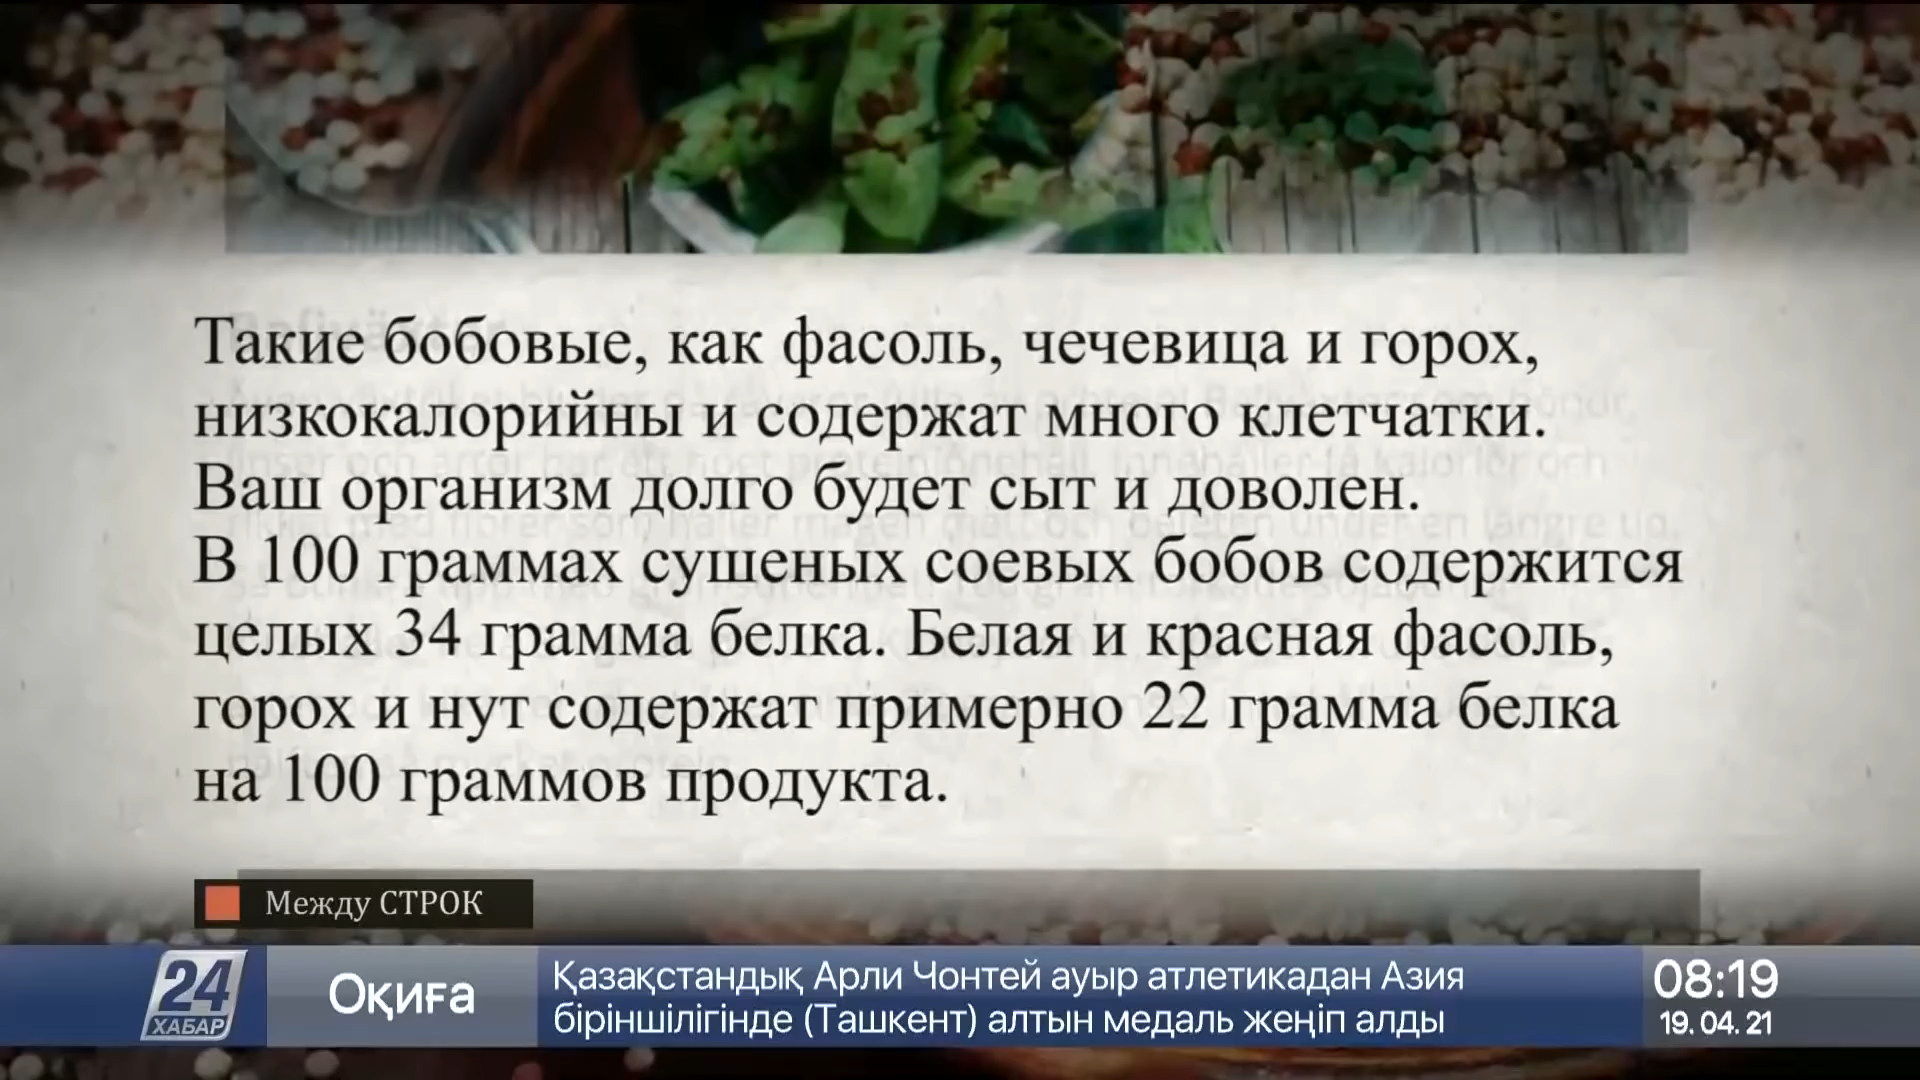 Такие бобовые, как фасоль, чечевица и горох,
низкокалорийны и содержат много клетчатки.
Ваш организм долго будет сыт и доволен.
В 100 граммах сушеных соевых бобов содержится
целых 34 грамма белка. Белая и красная фасоль,
горох и нут содержат примерно 22 грамма белка
на 100 граммов продукта.
Между СТРОК
24
ХАБАР
Оқиға
Қазақстандық Арли Чонтей ауыр атлетикадан Азия
біріншілігінде (Ташкент) алтын медаль жеңіп алды
08:19
19. 04. 21